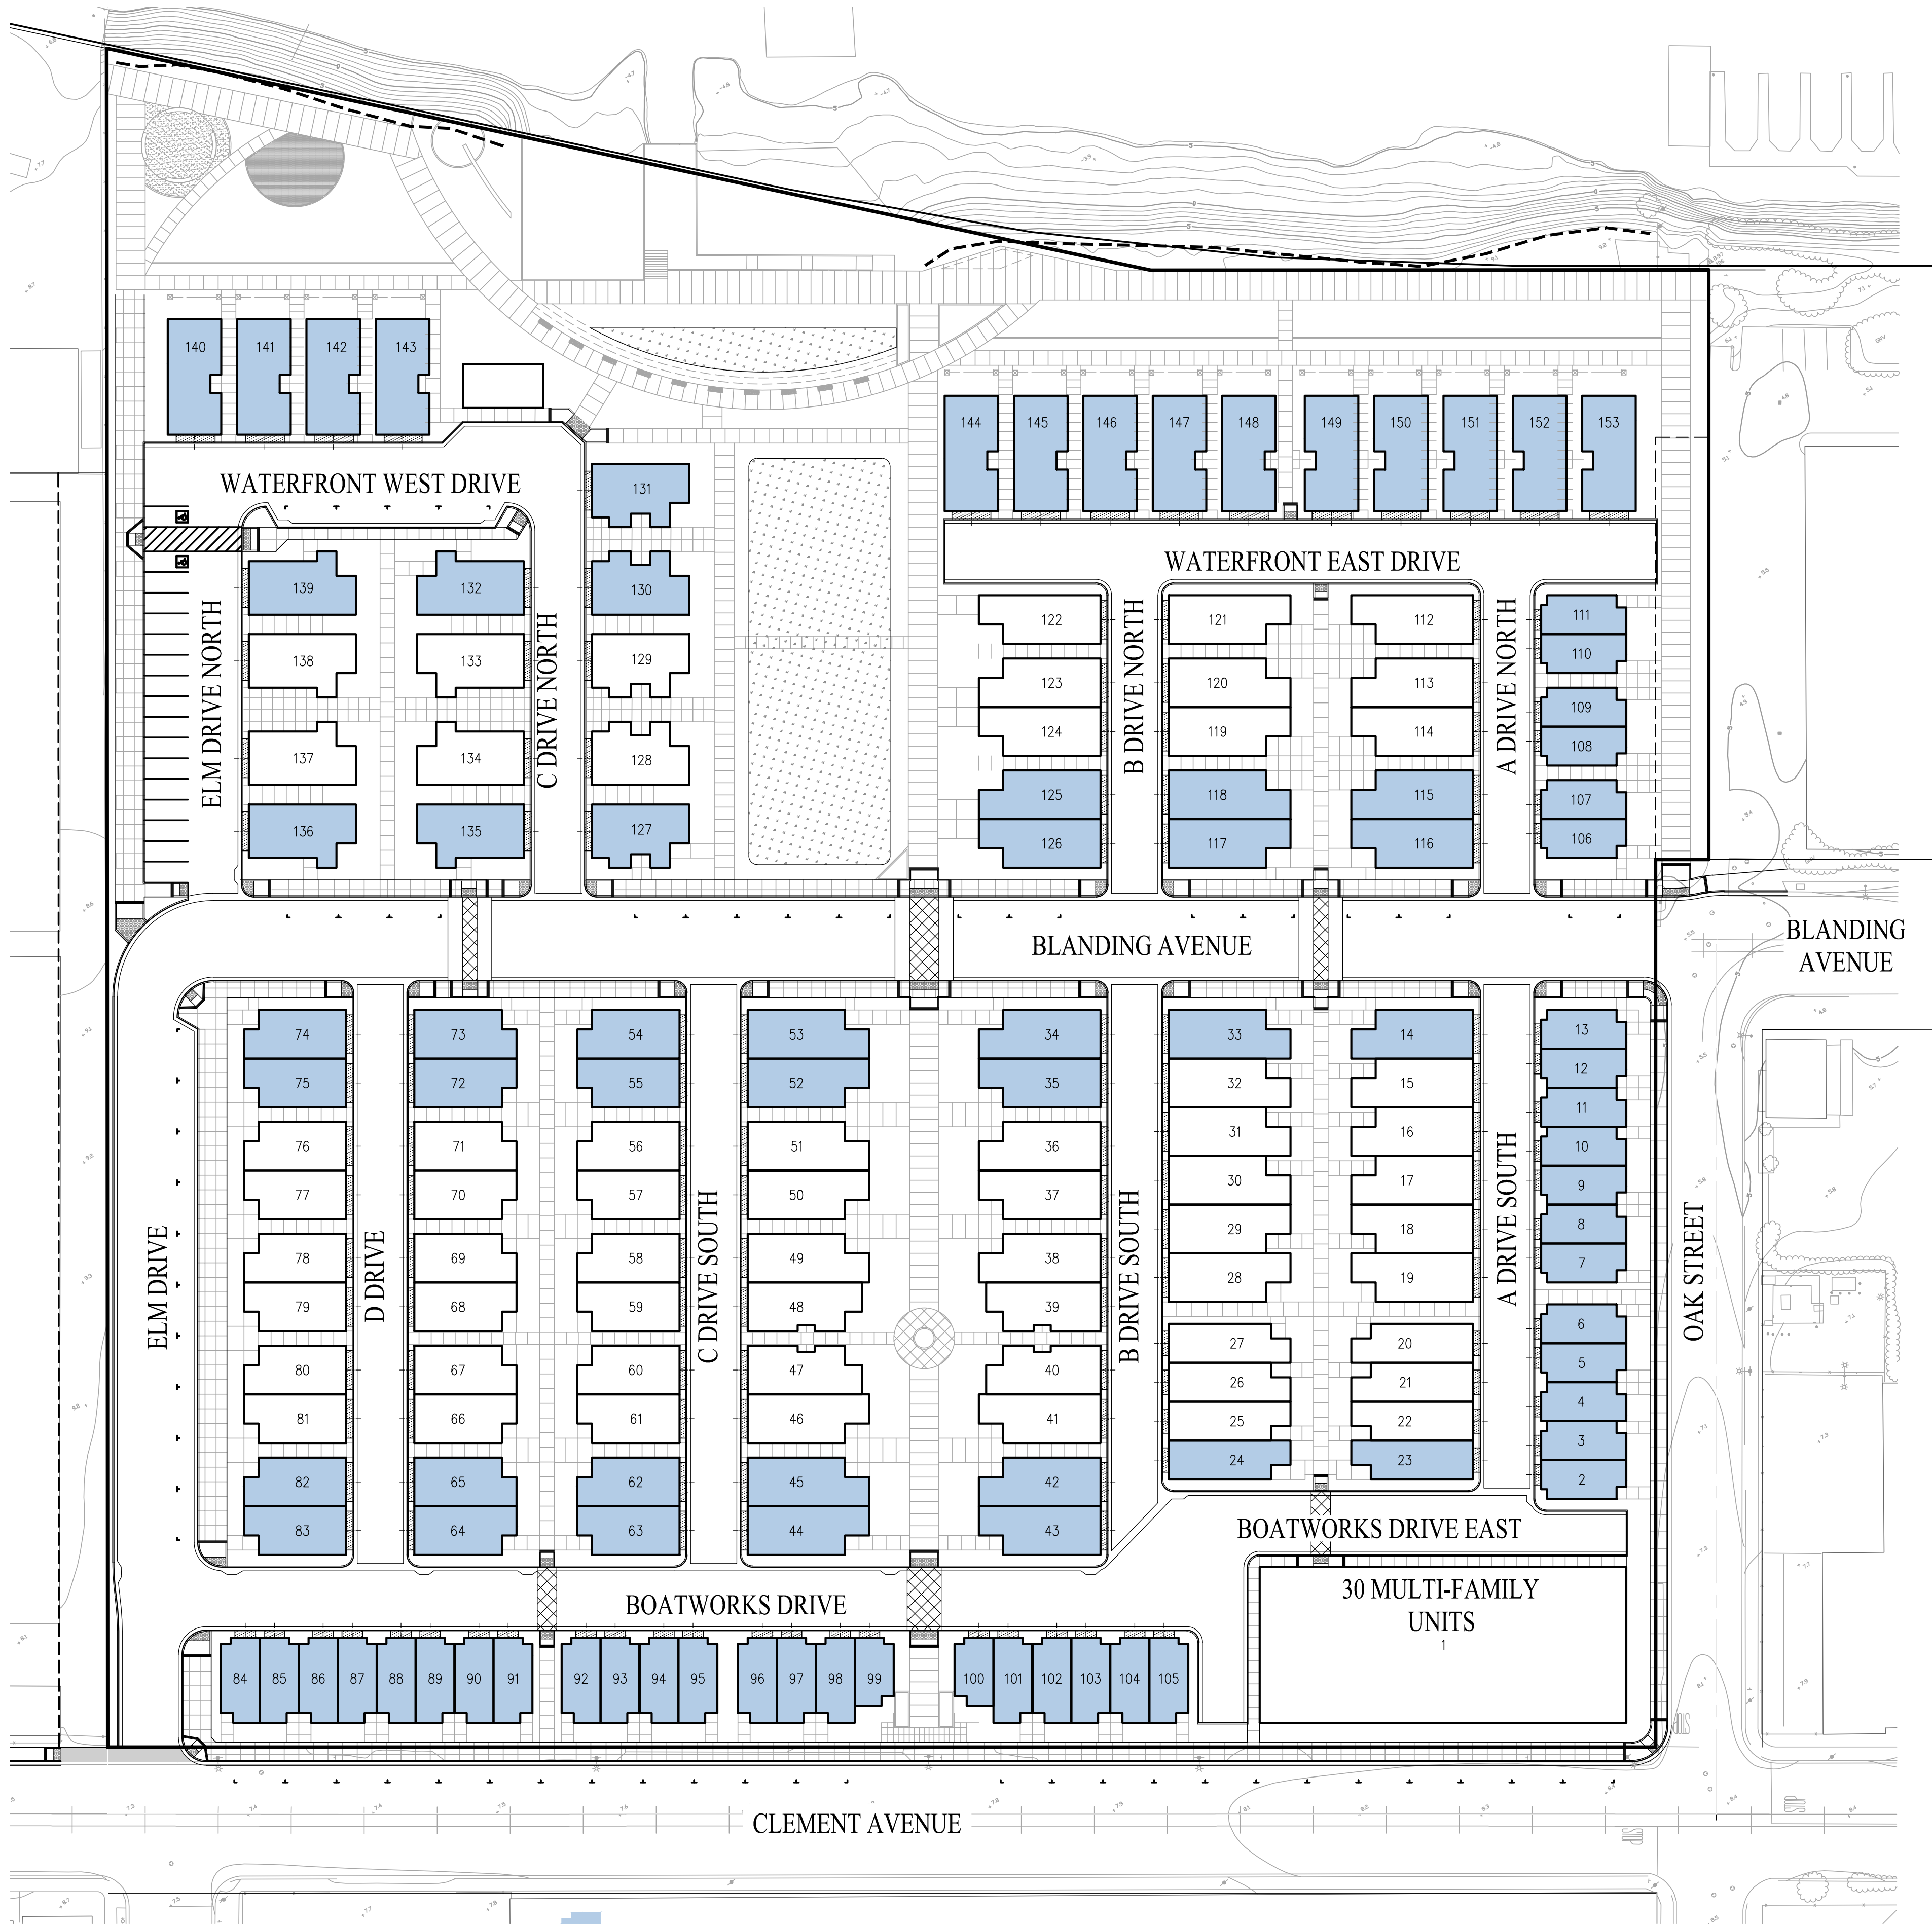 140 141 142 143
144 145 146 147 148 149 150 151 152 153
WATERFRONT WEST DRIVE
131
WATERFRONT EAST DRIVE
139 132 130
122 121 112 111
110
138 133 129
123 120 113
109
124 119 114
108
137 134 128
125 118 115
107
136 135 127
126 117 116
106
ELM DRIVE NORTH
C DRIVE NORTH
B DRIVE NORTH
A DRIVE NORTH
BLANDING AVENUE
BLANDING
AVENUE
74 73 54 53 34 33 14 13
75 72 55 52 35 32 15 12
11
76 71 56 51 36 31 16 10
77 70 57 50 37 30 17 9
78 69 58 49 38 29 18 8
79 68 59 48 39 28 19 7
80 67 60 47 40 27 20 6
26 21 5
81 66 61 46 41 25 22 4
82 65 62 45 42 24 23 3
2
83 64 63 44 43
ELM DRIVE
D DRIVE
C DRIVE SOUTH
B DRIVE SOUTH
A DRIVE SOUTH
OAK STREET
BOATWORKS DRIVE EAST
BOATWORKS DRIVE
30 MULTI-FAMILY
UNITS
1
84 85 86 87 88 89 90 91 92 93 94 95 96 97 98 99 100 101 102 103 104 105
CLEMENT AVENUE